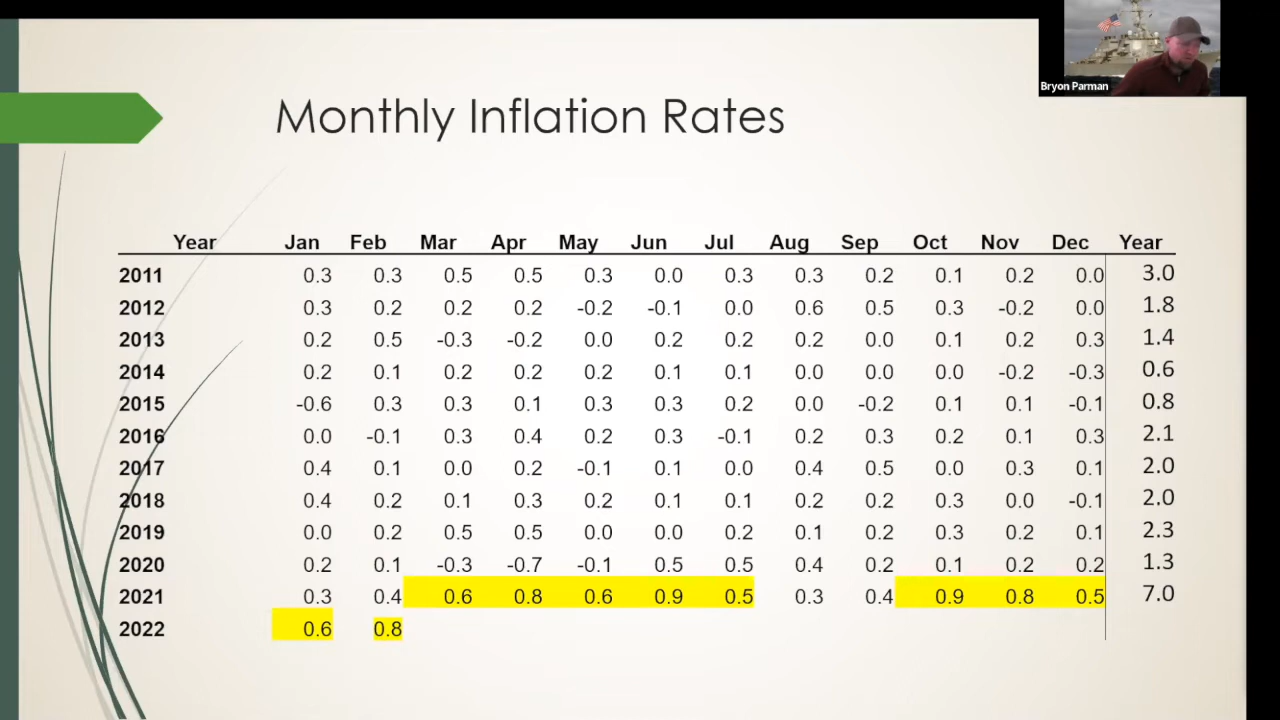 Bryon Parman
Monthly Inflation Rates
Year Jan Feb Mar Apr May Jun Jul Aug Sep Oct Nov Dec Year
2011 0.3 0.3 0.5 0.5 0.3 0.0 0.3 0.3 0.2 0.1 0.2 0.0 3.0
2012 0.3 0.2 0.2 0.2 -0.2 -0.1 0.0 0.6 0.5 0.3 -0.2 0.0 1.8
2013 0.2 0.5 -0.3 -0.2 0.0 0.2 0.2 0.2 0.0 0.1 0.2 0.3 1.4
2014 0.2 0.1 0.2 0.2 0.2 0.1 0.1 0.0 0.0 0.0 -0.2 -0.3 0.6
2015 -0.6 0.3 0.3 0.1 0.3 0.3 0.2 0.0 -0.2 0.1 0.1 -0.1 0.8
2016 0.0 -0.1 0.3 0.4 0.2 0.3 -0.1 0.2 0.3 0.2 0.1 0.3 2.1
2017 0.4 0.1 0.0 0.2 -0.1 0.1 0.0 0.4 0.5 0.0 0.3 0.1 2.0
2018 0.4 0.2 0.1 0.3 0.2 0.1 0.1 0.2 0.2 0.3 0.0 -0.1 2.0
2019 0.0 0.2 0.5 0.5 0.0 0.0 0.2 0.1 0.2 0.3 0.2 0.1 2.3
2020 0.2 0.1 -0.3 -0.7 -0.1 0.5 0.5 0.4 0.2 0.1 0.2 0.2 1.3
2021 0.3 0.4 0.6 0.8 0.6 0.9 0.5 0.3 0.4 0.9 0.8 0.5 7.0
2022 0.6 0.8